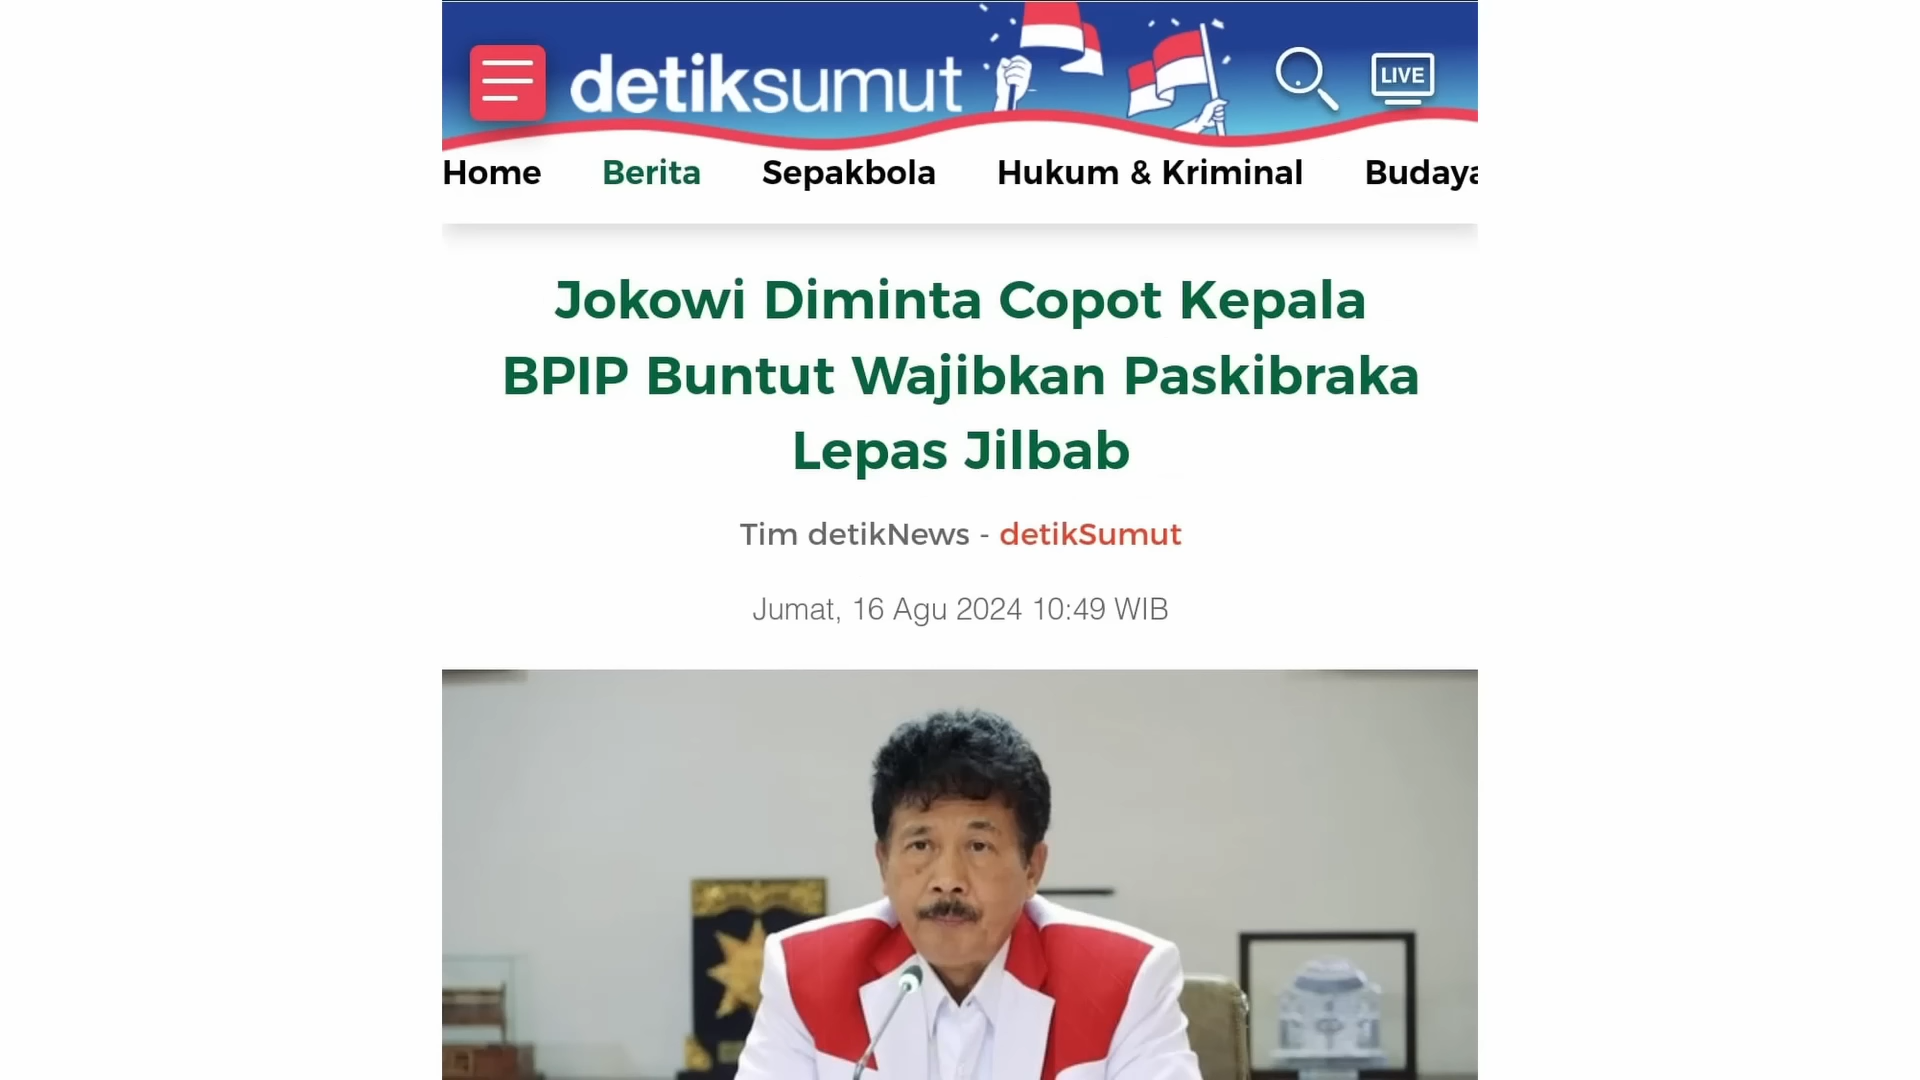 detiksumut
LIVE
Home Berita Sepakbola Hukum & Kriminal Budaya
Jokowi Diminta Copot Kepala
BPIP Buntut Wajibkan Paskibraka
Lepas Jilbab
Tim detikNews - detikSumut
Jumat, 16 Agu 2024 10:49 WIB